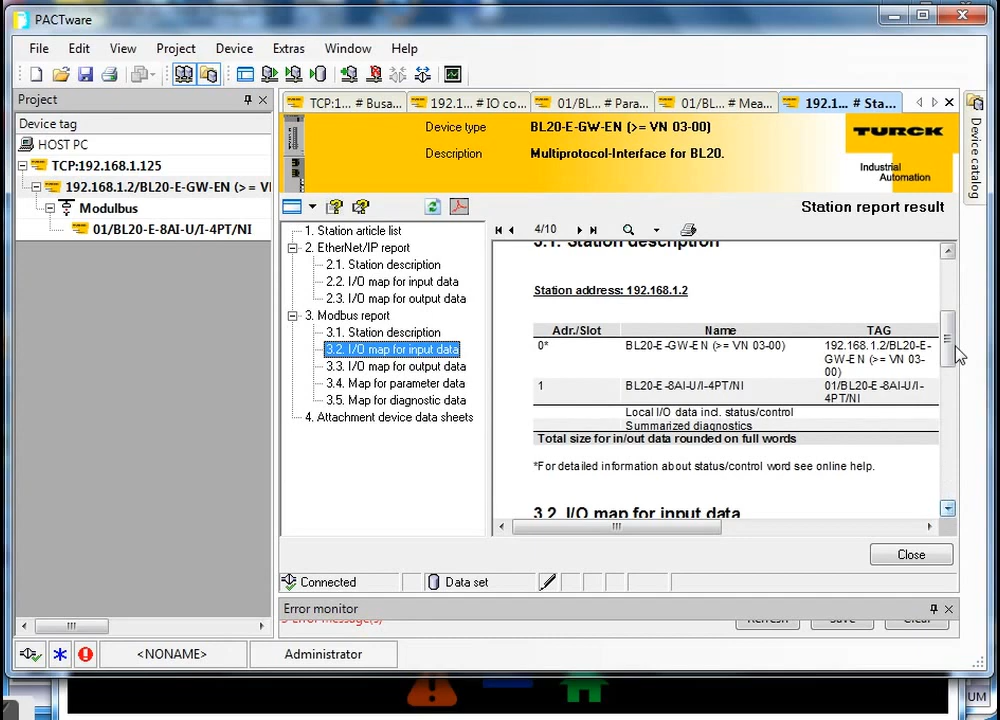 PACTware
File Edit View Project Device Extras Window Help
Project
Device tag
HOST PC
TCP:192.168.1.125
192.168.1.2/BL20-E-GW-EN (>= VI
Modulbus
01/BL20-E-8AI-U/I-4PT/NI
TCP:1... # Busa...
192.1... # IO co...
01/BL... # Para...
01/BL... # Mea...
192.1... # Sta...
Device catalog
Device type BL20-E-GW-EN (>= VN 03-00)
Description Multiprotocol-Interface for BL20.
TURCK
Industrial
Automation
Station report result
1. Station article list
2. EtherNet/IP report
2.1. Station description
2.2. I/O map for input data
2.3. I/O map for output data
3. Modbus report
3.1. Station description
3.2. I/O map for input data
3.3. I/O map for output data
3.4. Map for parameter data
3.5. Map for diagnostic data
4. Attachment device data sheets
4/10
3.1. Station description
Station address: 192.168.1.2
Adr./Slot Name TAG
0* BL20-E-GW-EN (>= VN 03-00) 192.168.1.2/BL20-E-
GW-EN (>= VN 03-
00)
1 BL20-E-8AI-U/I-4PT/NI 01/BL20-E-8AI-U/I-
4PT/NI
Local I/O data incl. status/control
Summarized diagnostics
Total size for in/out data rounded on full words
*For detailed information about status/control word see online help.
3.2. I/O map for input data
Close
Connected
Data set
Error monitor
Refresh Save Clear
<NONAME>
Administrator
UM